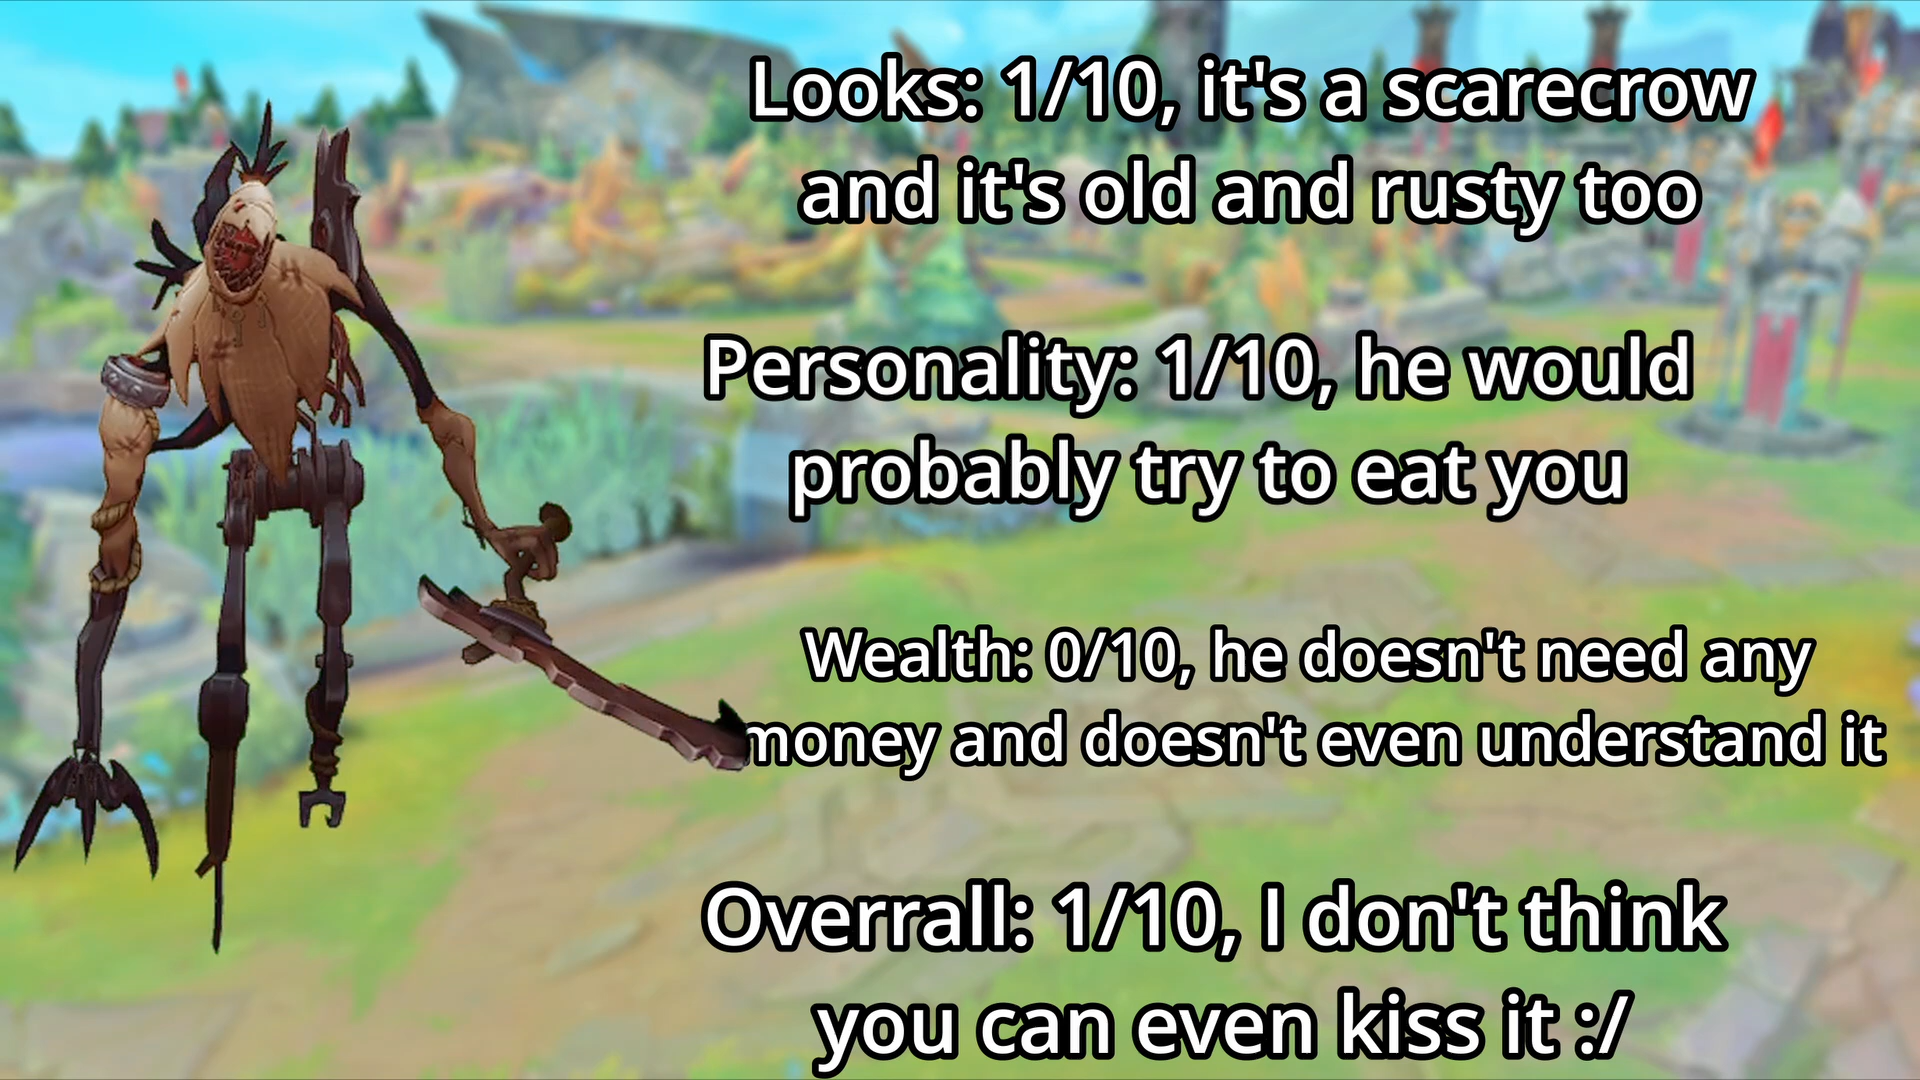 Looks: 1/10, it's a scarecrow
and it's old and rusty too
Personality: 1/10, he would
probably try to eat you
Wealth: 0/10, he doesn't need any
money and doesn't even understand it
Overrall: 1/10, I don't think
you can even kiss it :/